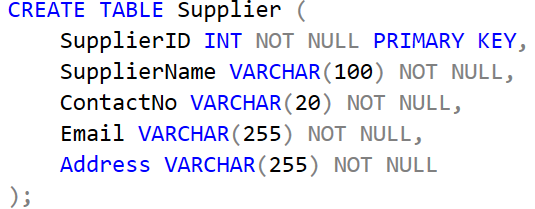 CREATE TABLE Supplier (
    SupplierID INT NOT NULL PRIMARY KEY,
    SupplierName VARCHAR(100) NOT NULL,
    ContactNo VARCHAR(20) NOT NULL,
    Email VARCHAR(255) NOT NULL,
    Address VARCHAR(255) NOT NULL
);